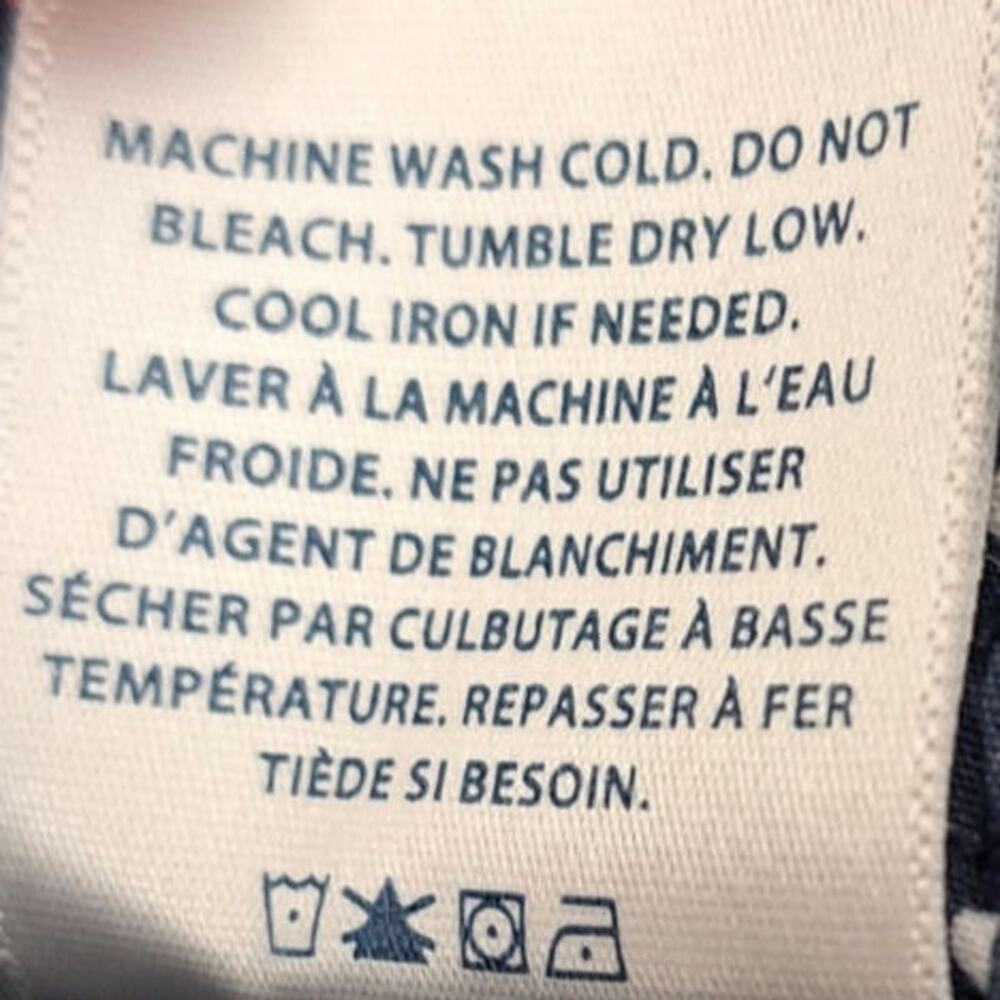 MACHINE WASH COLD. DO NOT
BLEACH. TUMBLE DRY LOW.
COOL IRON IF NEEDED.
LAVER À LA MACHINE À L'EAU
FROIDE. NE PAS UTILISER
D'AGENT DE BLANCHIMENT.
SÉCHER PAR CULBUTAGE À BASSE
TEMPÉRATURE. REPASSER À FER
TIÈDE SI BESOIN.